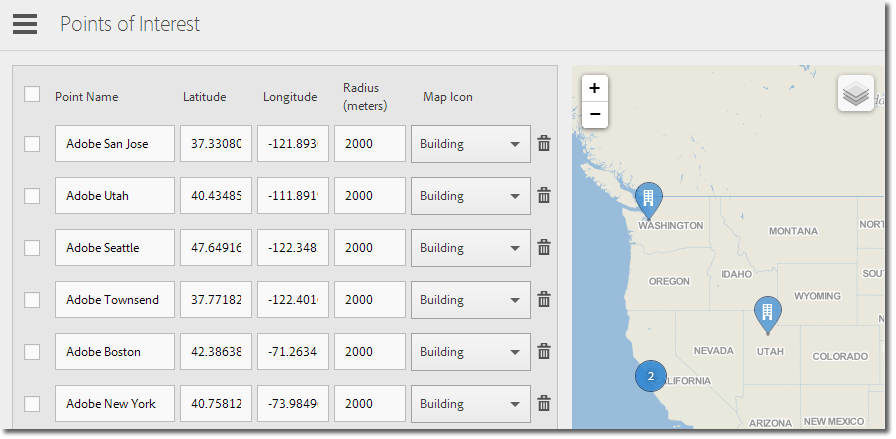 Points of Interest
Point Name Latitude Longitude Radius (meters) Map Icon
Adobe San Jose 37.33080 -121.893 2000 Building
Adobe Utah 40.43485 -111.891 2000 Building
Adobe Seattle 47.64916 -122.348 2000 Building
Adobe Townsend 37.77182 -122.401 2000 Building
Adobe Boston 42.38638 -71.2634 2000 Building
Adobe New York 40.75812 -73.9849 2000 Building
+
−
WASHINGTON
MONTANA
NORT
OREGON
IDAHO
SOU
WYOMING
NEVADA
UTAH
COLORADO
2
CALIFORNIA
ARIZONA
NEW MEXICO